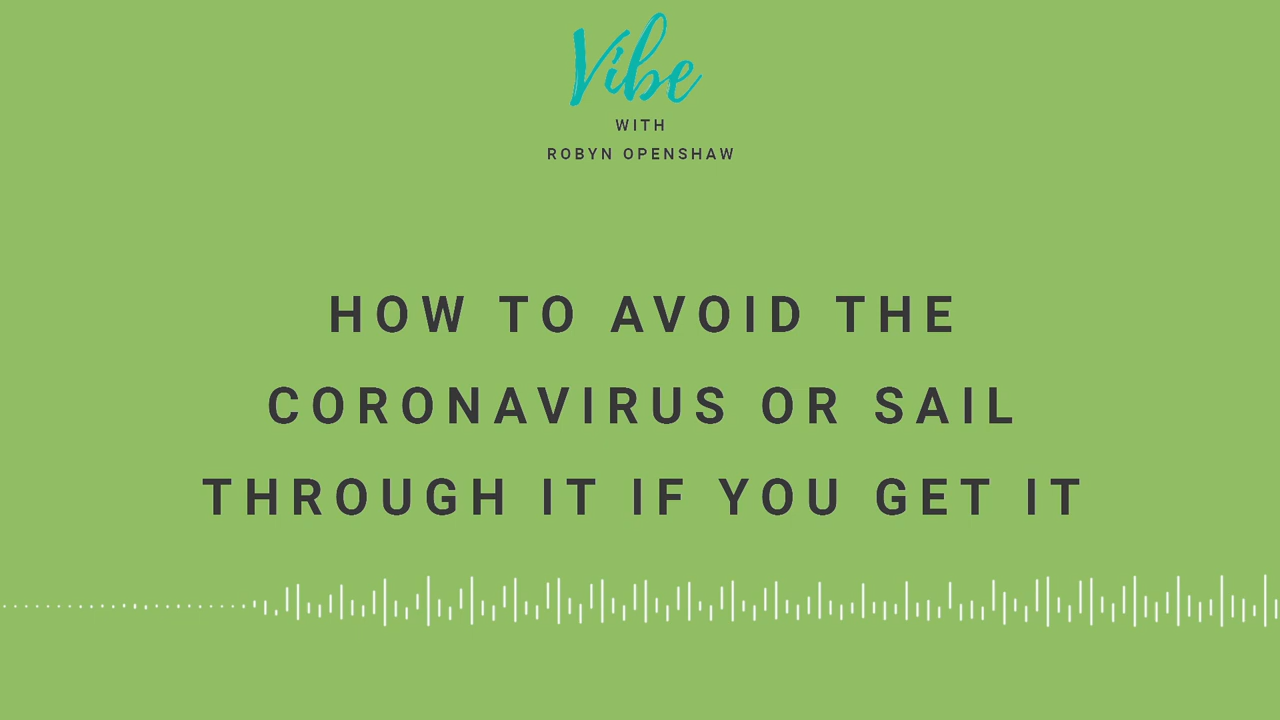 Vibe
WITH
ROBYN OPENSHAW
HOW TO AVOID THE
CORONAVIRUS OR SAIL
THROUGH IT IF YOU GET IT